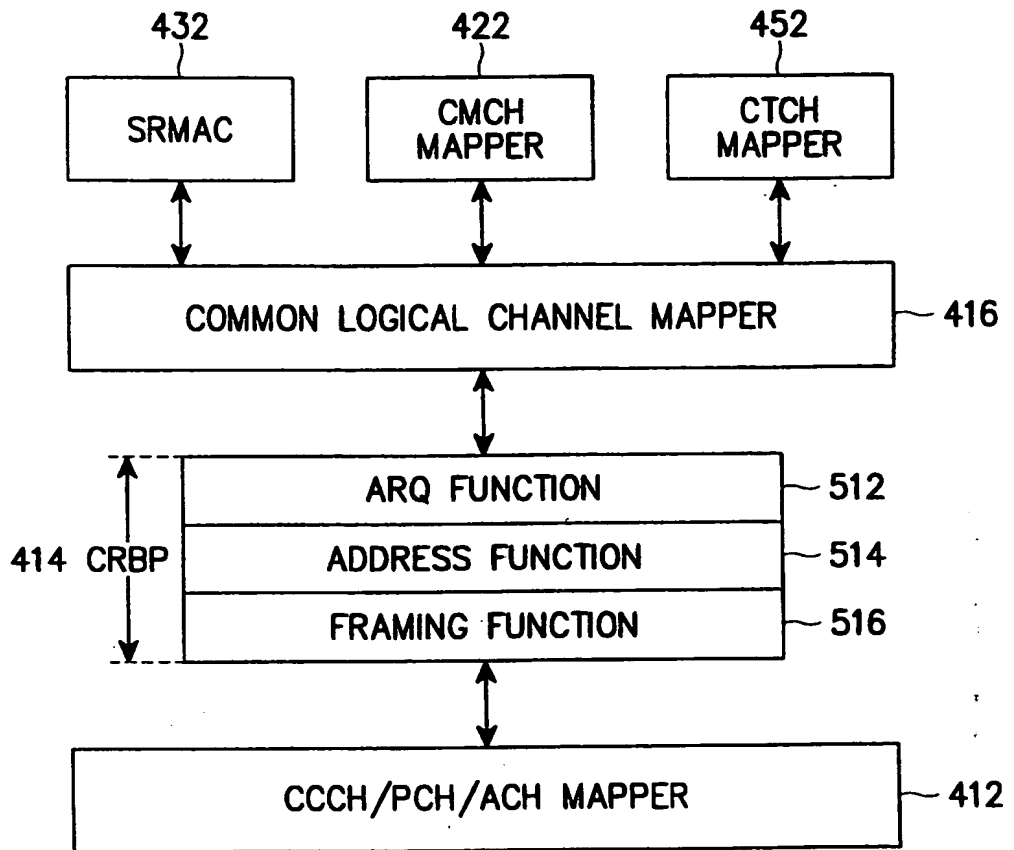 432
422
452
SRMAC
CMCH
MAPPER
CTCH
MAPPER
COMMON LOGICAL CHANNEL MAPPER
416
ARQ FUNCTION
512
414 CRBP
ADDRESS FUNCTION
514
FRAMING FUNCTION
516
CCCH/PCH/ACH MAPPER
412